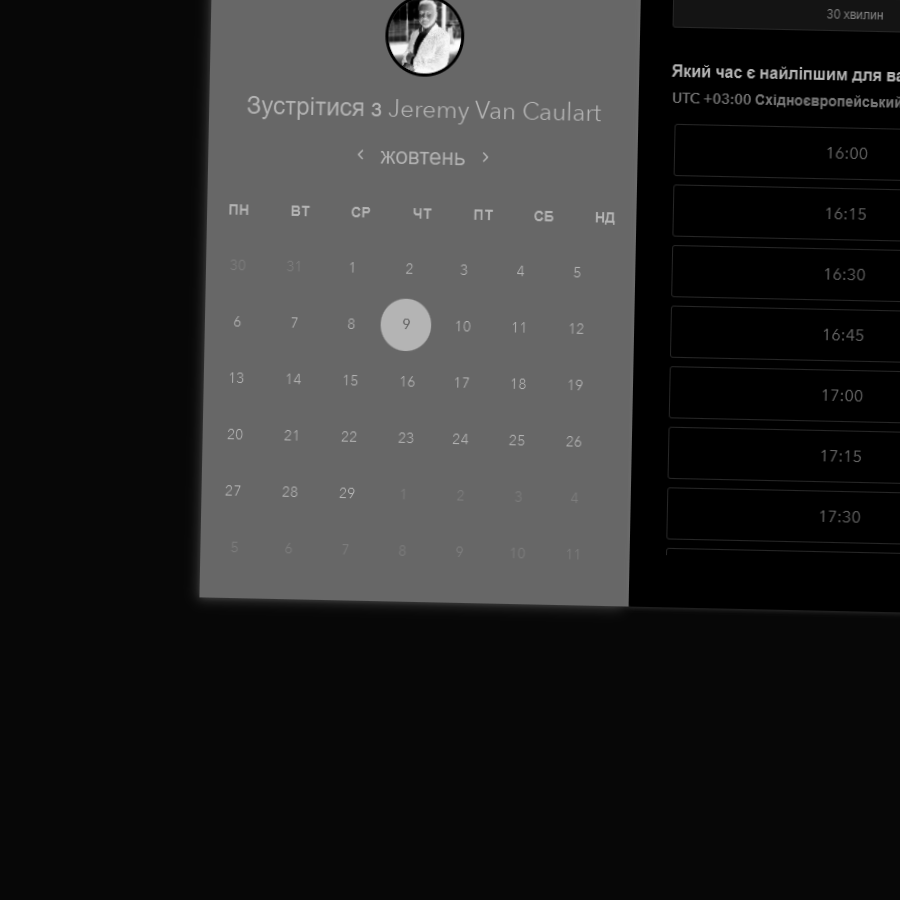 Зустрітися з Jeremy Van Caulart
жовтень
ПН ВТ СР ЧТ ПТ СБ НД
30 31 1 2 3 4 5
6 7 8 9 10 11 12
13 14 15 16 17 18 19
20 21 22 23 24 25 26
27 28 29 1 2 3 4
5 6 7 8 9 10 11
30 хвилин
Який час є найліпшим для ва
UTC +03:00 Східноєвропейський
16:00
16:15
16:30
16:45
17:00
17:15
17:30